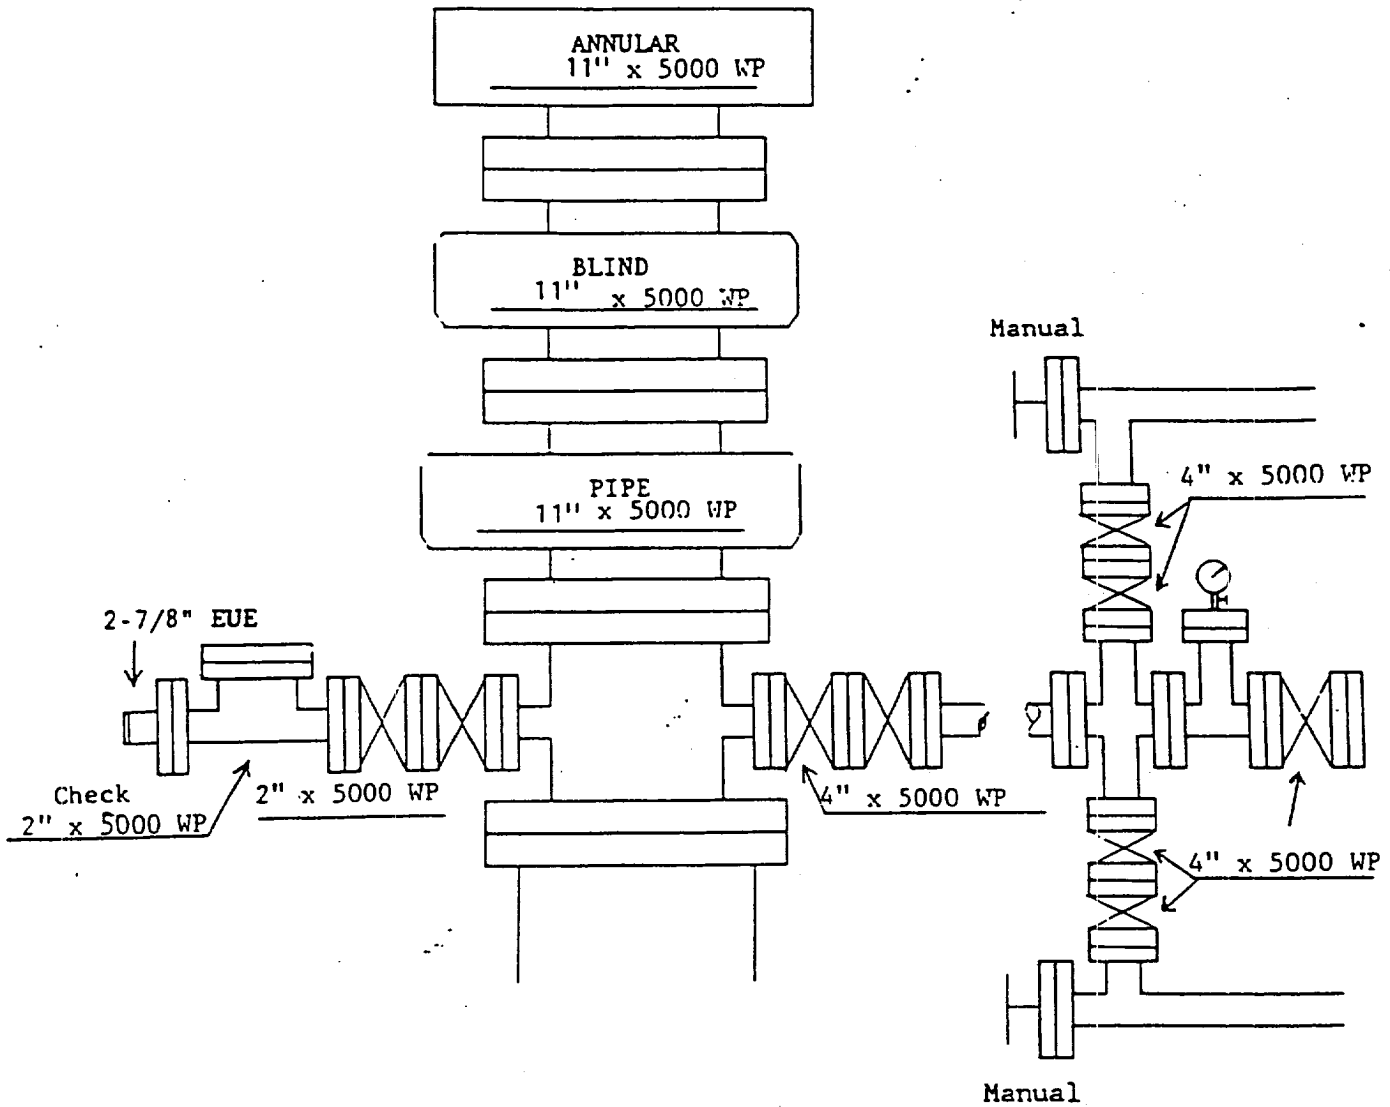 ANNULAR
11" x 5000 WP
BLIND
11" x 5000 WP
Manual
PIPE
11" x 5000 WP
4" x 5000 WP
2-7/8" EUE
Check
2" x 5000 WP
2" x 5000 WP
4" x 5000 WP
4" x 5000 WP
Manual